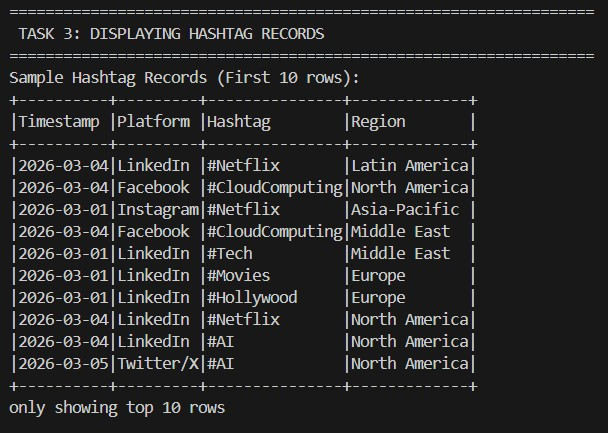 =================================================================
 TASK 3: DISPLAYING HASHTAG RECORDS
=================================================================
Sample Hashtag Records (First 10 rows):
+----------+---------+---------------+-------------+
|Timestamp |Platform |Hashtag        |Region       |
+----------+---------+---------------+-------------+
|2026-03-04|LinkedIn |#Netflix       |Latin America|
|2026-03-04|Facebook |#CloudComputing|North America|
|2026-03-01|Instagram|#Netflix       |Asia-Pacific |
|2026-03-04|Facebook |#CloudComputing|Middle East  |
|2026-03-01|LinkedIn |#Tech          |Middle East  |
|2026-03-01|LinkedIn |#Movies        |Europe       |
|2026-03-01|LinkedIn |#Hollywood     |Europe       |
|2026-03-04|LinkedIn |#Netflix       |North America|
|2026-03-04|LinkedIn |#AI            |North America|
|2026-03-05|Twitter/X|#AI            |North America|
+----------+---------+---------------+-------------+
only showing top 10 rows